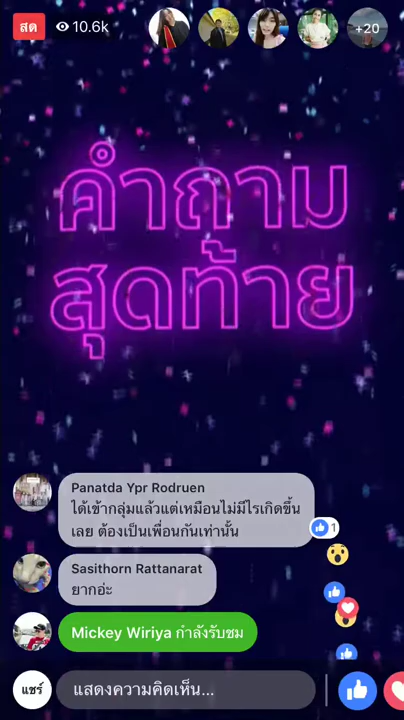 สด 10.6k +20
คำถาม
สุดท้าย
Panatda Ypr Rodruen
ได้เข้ากลุ่มแล้วแต่เหมือนไม่มีไรเกิดขึ้น
เลย ต้องเป็นเพื่อนกันเท่านั้น
1
Sasithorn Rattanarat
ยากอ่ะ
Mickey Wiriya กำลังรับชม
แชร์ แสดงความคิดเห็น...